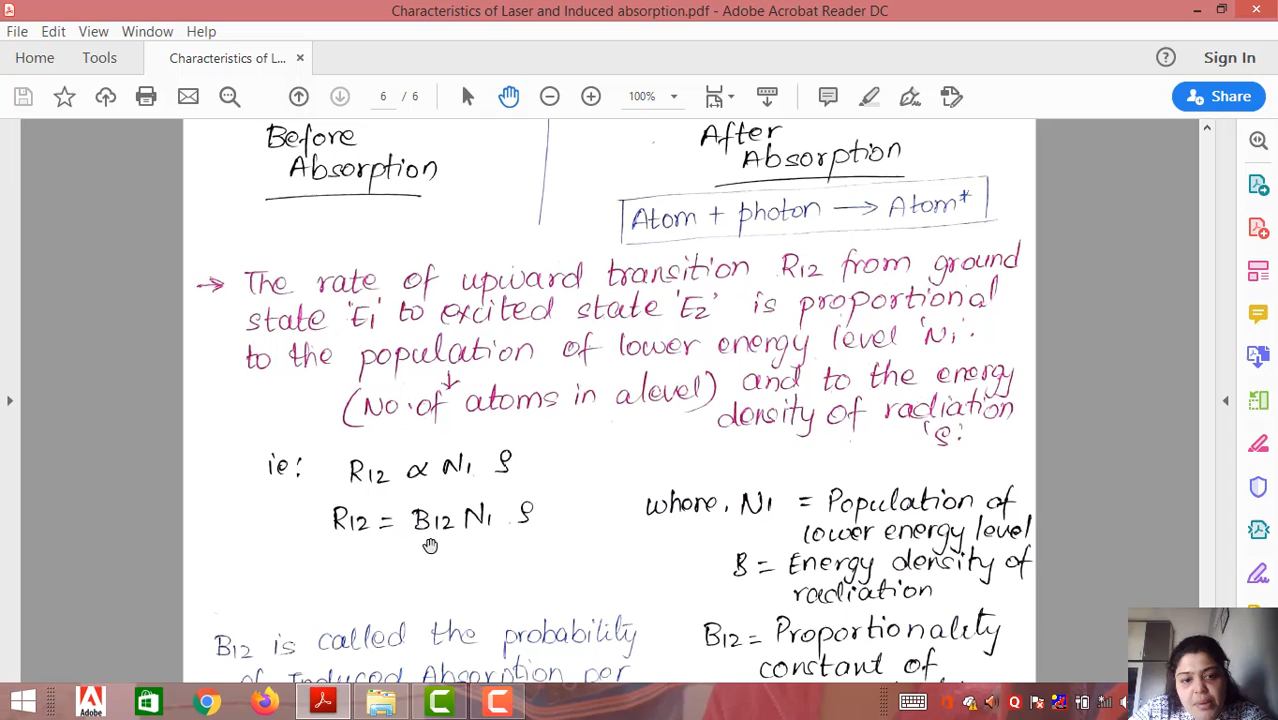 Characteristics of Laser and Induced absorption.pdf - Adobe Acrobat Reader DC
File Edit View Window Help
Home Tools Characteristics of L... × Sign In
6 / 6 100% Share
Before
Absorption
After
Absorption
Atom + photon → Atom*
→ The rate of upward transition R12 from ground
state 'E1' to excited state 'E2' is proportional
to the population of lower energy level 'N1'.
(No. of atoms in a level) and to the energy
density of radiation
'ρ'.
ie: R12 ∝ N1 ρ
R12 = B12 N1 ρ
where, N1 = Population of
lower energy level
ρ = Energy density of
radiation
B12 = Proportionality
constant of
B12 is called the probability
of Induced Absorption per
Adobe